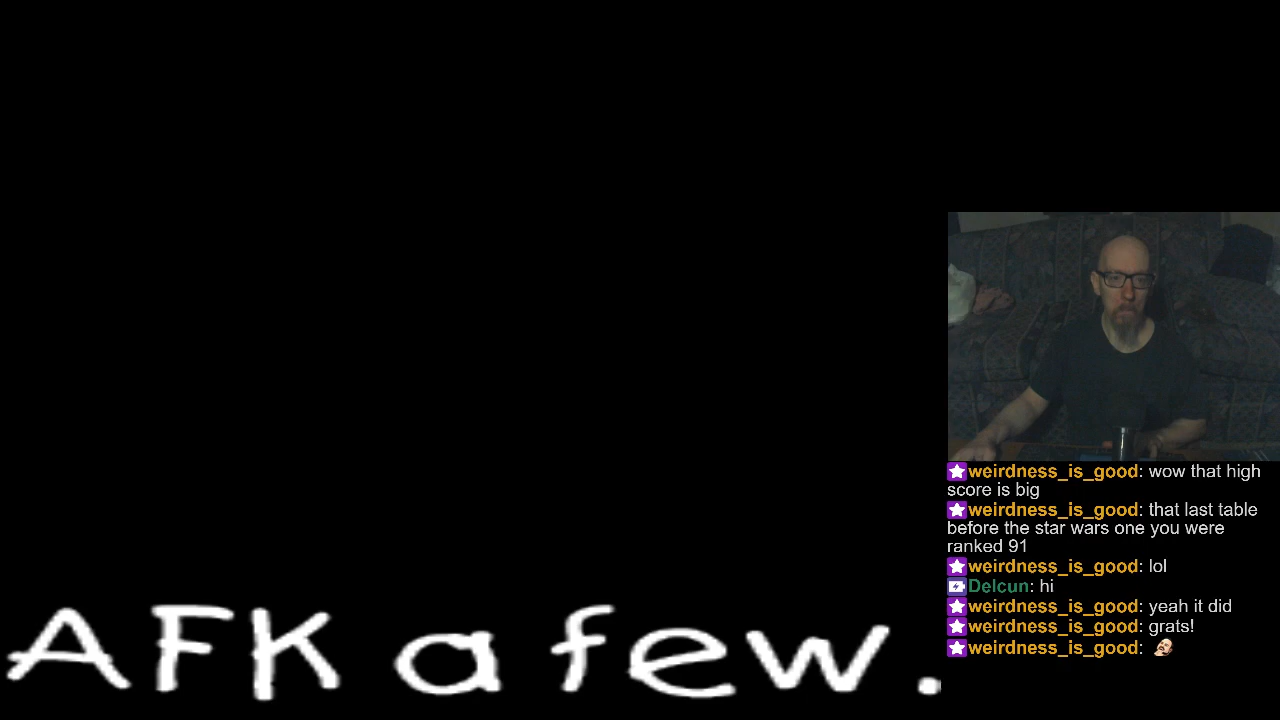 weirdness_is_good: wow that high
score is big
weirdness_is_good: that last table
before the star wars one you were
ranked 91
weirdness_is_good: lol
Delcun: hi
weirdness_is_good: yeah it did
weirdness_is_good: grats!
weirdness_is_good:
AFK a few.